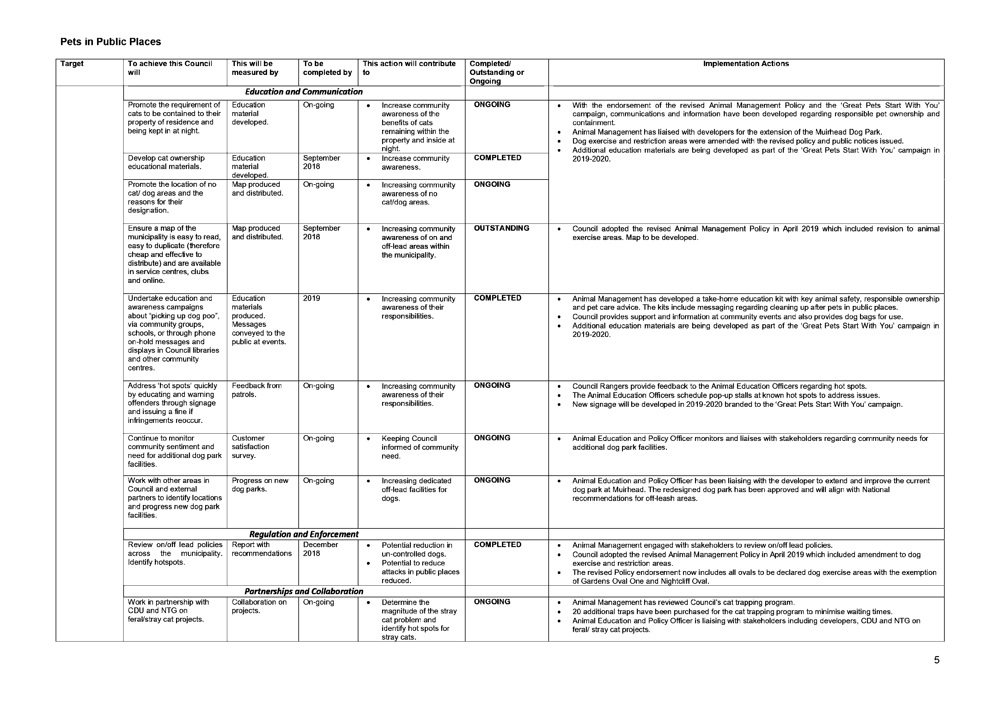 Pets in Public Places
Target
To achieve this Council
will
This will be
measured by
To be
completed by
This action will contribute
to
Completed/
Outstanding or
Ongoing
Implementation Actions
Education and Communication
Promote the requirement of
cats to be contained to their
property of residence and
being kept in at night.
Education
material
developed.
On-going
• Increase community
awareness of the
benefits of cats
remaining within the
property and inside at
night.
ONGOING
• With the endorsement of the revised Animal Management Policy and the ‘Great Pets Start With You’
campaign, communications and information have been developed regarding responsible pet ownership and
containment.
• Animal Management has liaised with developers for the extension of the Muirhead Dog Park.
• Dog exercise and restriction areas were amended with the revised policy and public notices issued.
• Additional education materials are being developed as part of the ‘Great Pets Start With You’ campaign in
2019-2020.
Develop cat ownership
educational materials.
Education
material
developed.
September
2018
• Increase community
awareness.
COMPLETED
Promote the location of no
cat/ dog areas and the
reasons for their
designation.
Map produced
and distributed.
On-going
• Increasing community
awareness of no
cat/dog areas.
ONGOING
Ensure a map of the
municipality is easy to read,
easy to duplicate (therefore
cheap and effective to
distribute) and are available
in service centres, clubs
and online.
Map produced
and distributed.
September
2018
• Increasing community
awareness of on and
off-lead areas within
the municipality.
OUTSTANDING
• Council adopted the revised Animal Management Policy in April 2019 which included revision to animal
exercise areas. Map to be developed.
Undertake education and
awareness campaigns
about “picking up dog poo”,
via community groups,
schools, or through phone
on-hold messages and
displays in Council libraries
and other community
centres.
Education
materials
produced.
Messages
conveyed to the
public at events.
2019
• Increasing community
awareness of their
responsibilities.
COMPLETED
• Animal Management has developed a take-home education kit with key animal safety, responsible ownership
and pet care advice. The kits include messaging regarding cleaning up after pets in public places.
• Council provides support and information at community events and also provides dog bags for use.
• Additional education materials are being developed as part of the ‘Great Pets Start With You’ campaign in
2019-2020.
Address ‘hot spots’ quickly
by educating and warning
offenders through signage
and issuing a fine if
infringements reoccur.
Feedback from
patrols.
On-going
• Increasing community
awareness of their
responsibilities.
ONGOING
• Council Rangers provide feedback to the Animal Education Officers regarding hot spots.
• The Animal Education Officers schedule pop-up stalls at known hot spots to address issues.
• New signage will be developed in 2019-2020 branded to the ‘Great Pets Start With You’ campaign.
Continue to monitor
community sentiment and
need for additional dog park
facilities.
Customer
satisfaction
survey.
On-going
• Keeping Council
informed of community
need.
ONGOING
• Animal Education and Policy Officer monitors and liaises with stakeholders regarding community needs for
additional dog park facilities.
Work with other areas in
Council and external
partners to identify locations
and progress new dog park
facilities.
Progress on new
dog parks.
On-going
• Increasing dedicated
off-lead facilities for
dogs.
ONGOING
• Animal Education and Policy Officer has been liaising with the developer to extend and improve the current
dog park at Muirhead. The redesigned dog park has been approved and will align with National
recommendations for off-leash areas.
Regulation and Enforcement
Review on/off lead policies
across the municipality.
Identify hotspots.
Report with
recommendations
December
2018
• Potential reduction in
un-controlled dogs.
• Potential to reduce
attacks in public places
reduced.
COMPLETED
• Animal Management engaged with stakeholders to review on/off lead policies.
• Council adopted the revised Animal Management Policy in April 2019 which included amendment to dog
exercise and restriction areas.
• The revised Policy endorsement now includes all ovals to be declared dog exercise areas with the exemption
of Gardens Oval One and Nightcliff Oval.
Partnerships and Collaboration
Work in partnership with
CDU and NTG on
feral/stray cat projects.
Collaboration on
projects.
On-going
• Determine the
magnitude of the stray
cat problem and
identify hot spots for
stray cats.
ONGOING
• Animal Management has reviewed Council’s cat trapping program.
• 20 additional traps have been purchased for the cat trapping program to minimise waiting times.
• Animal Education and Policy Officer is liaising with stakeholders including developers, CDU and NTG on
feral/ stray cat projects.
5